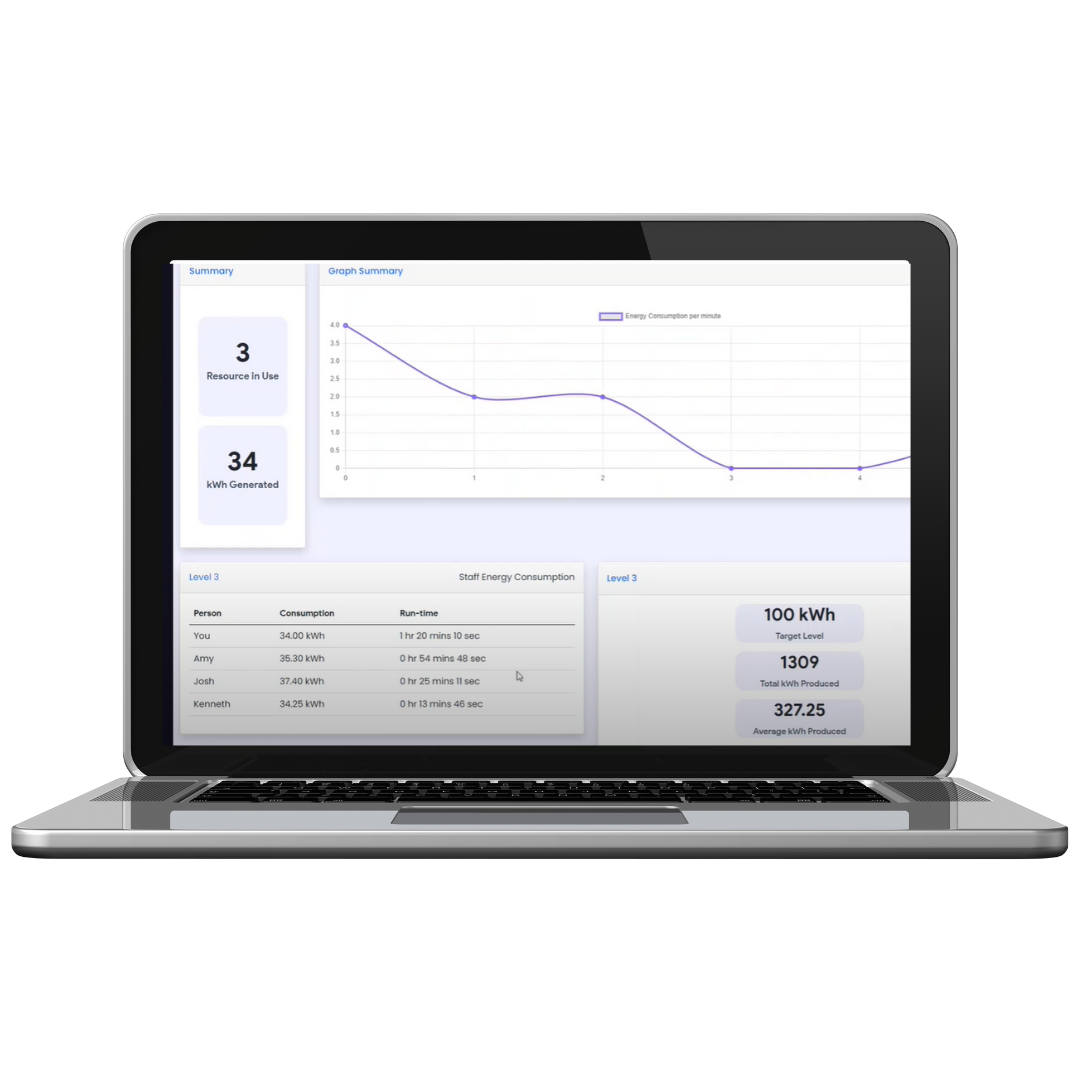 Summary
Graph Summary
3
Resource in Use
34
kWh Generated
Energy Consumption per minute
4.0
3.5
3.0
2.5
2.0
1.5
1.0
0.5
0
0 1 2 3 4
Level 3 Staff Energy Consumption
Person Consumption Run-time
You 34.00 kWh 1 hr 20 mins 10 sec
Amy 35.30 kWh 0 hr 54 mins 48 sec
Josh 37.40 kWh 0 hr 25 mins 11 sec
Kenneth 34.25 kWh 0 hr 13 mins 46 sec
Level 3
100 kWh
Target Level
1309
Total kWh Produced
327.25
Average kWh Produced